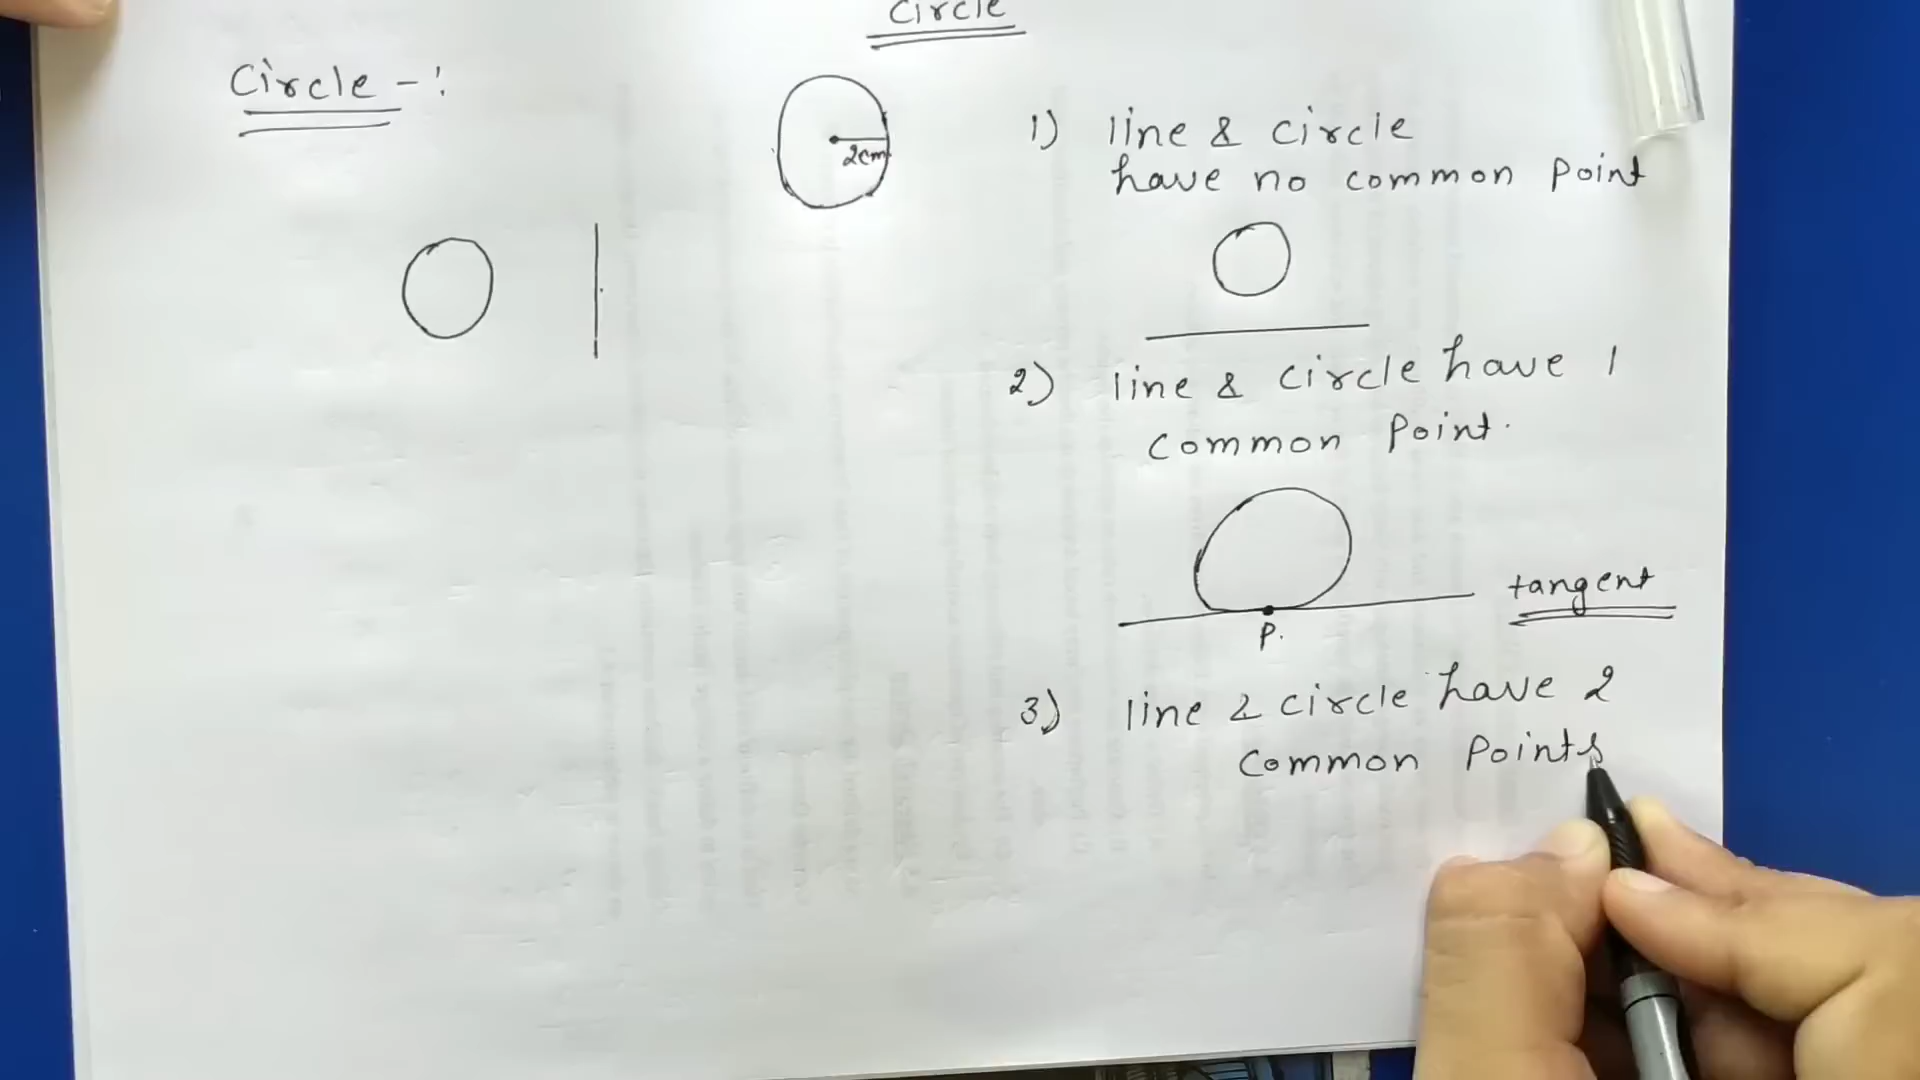 Circle
Circle -:
2cm
1) line & circle
have no common point
2) line & circle have 1
common point.
tangent
P.
3) line & circle have 2
common points